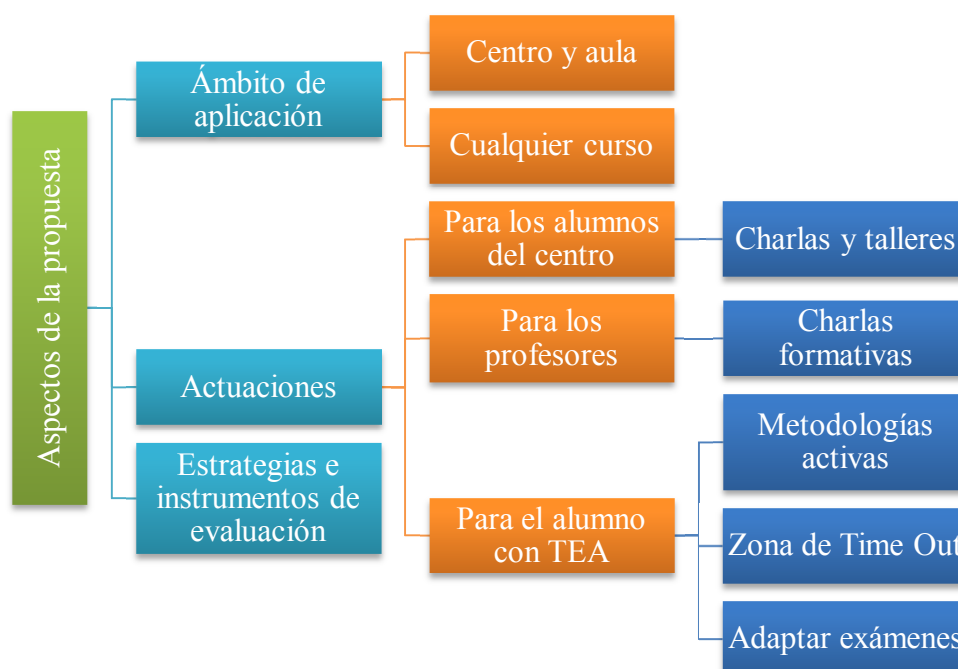 Aspectos de la propuesta
Ámbito de
aplicación
Centro y aula
Cualquier curso
Actuaciones
Para los alumnos
del centro
Charlas y talleres
Para los
profesores
Charlas
formativas
Para el alumno
con TEA
Metodologías
activas
Zona de Time Out
Adaptar exámenes
Estrategias e
instrumentos de
evaluación